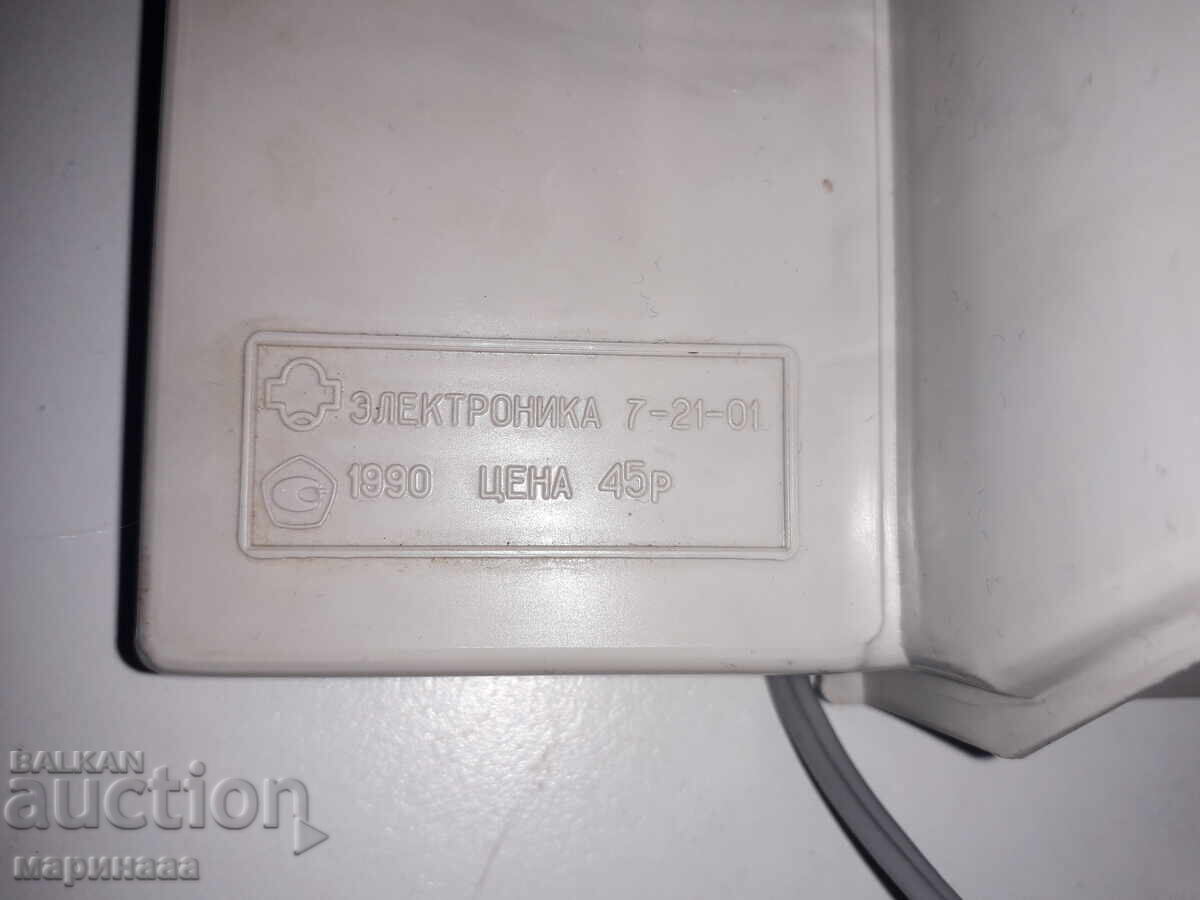 ЭЛЕКТРОНИКА 7-21-01
1990 ЦЕНА 45р
BALKAN
auction
маринааа